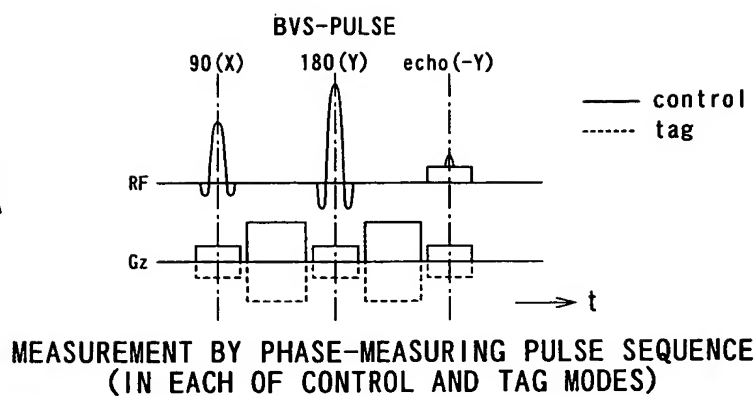 BVS-PULSE
90(X) 180(Y) echo(-Y)
control
tag
RF
Gz
t
MEASUREMENT BY PHASE-MEASURING PULSE SEQUENCE
(IN EACH OF CONTROL AND TAG MODES)